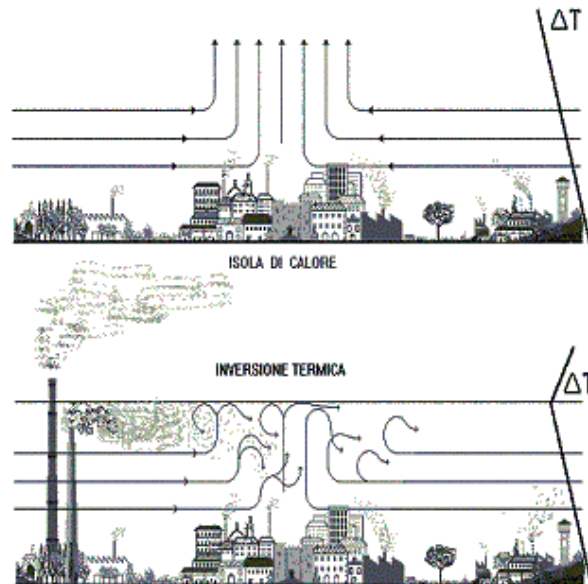 ΔT
ISOLA DI CALORE
INVERSIONE TERMICA
ΔT